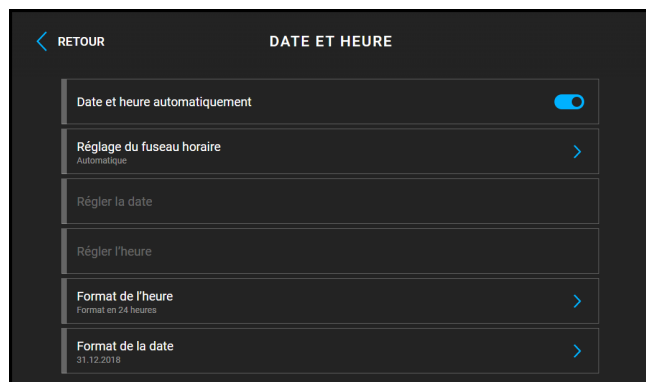 RETOUR
DATE ET HEURE
Date et heure automatiquement
Réglage du fuseau horaire
Automatique
Régler la date
Régler l'heure
Format de l'heure
Format en 24 heures
Format de la date
31.12.2018